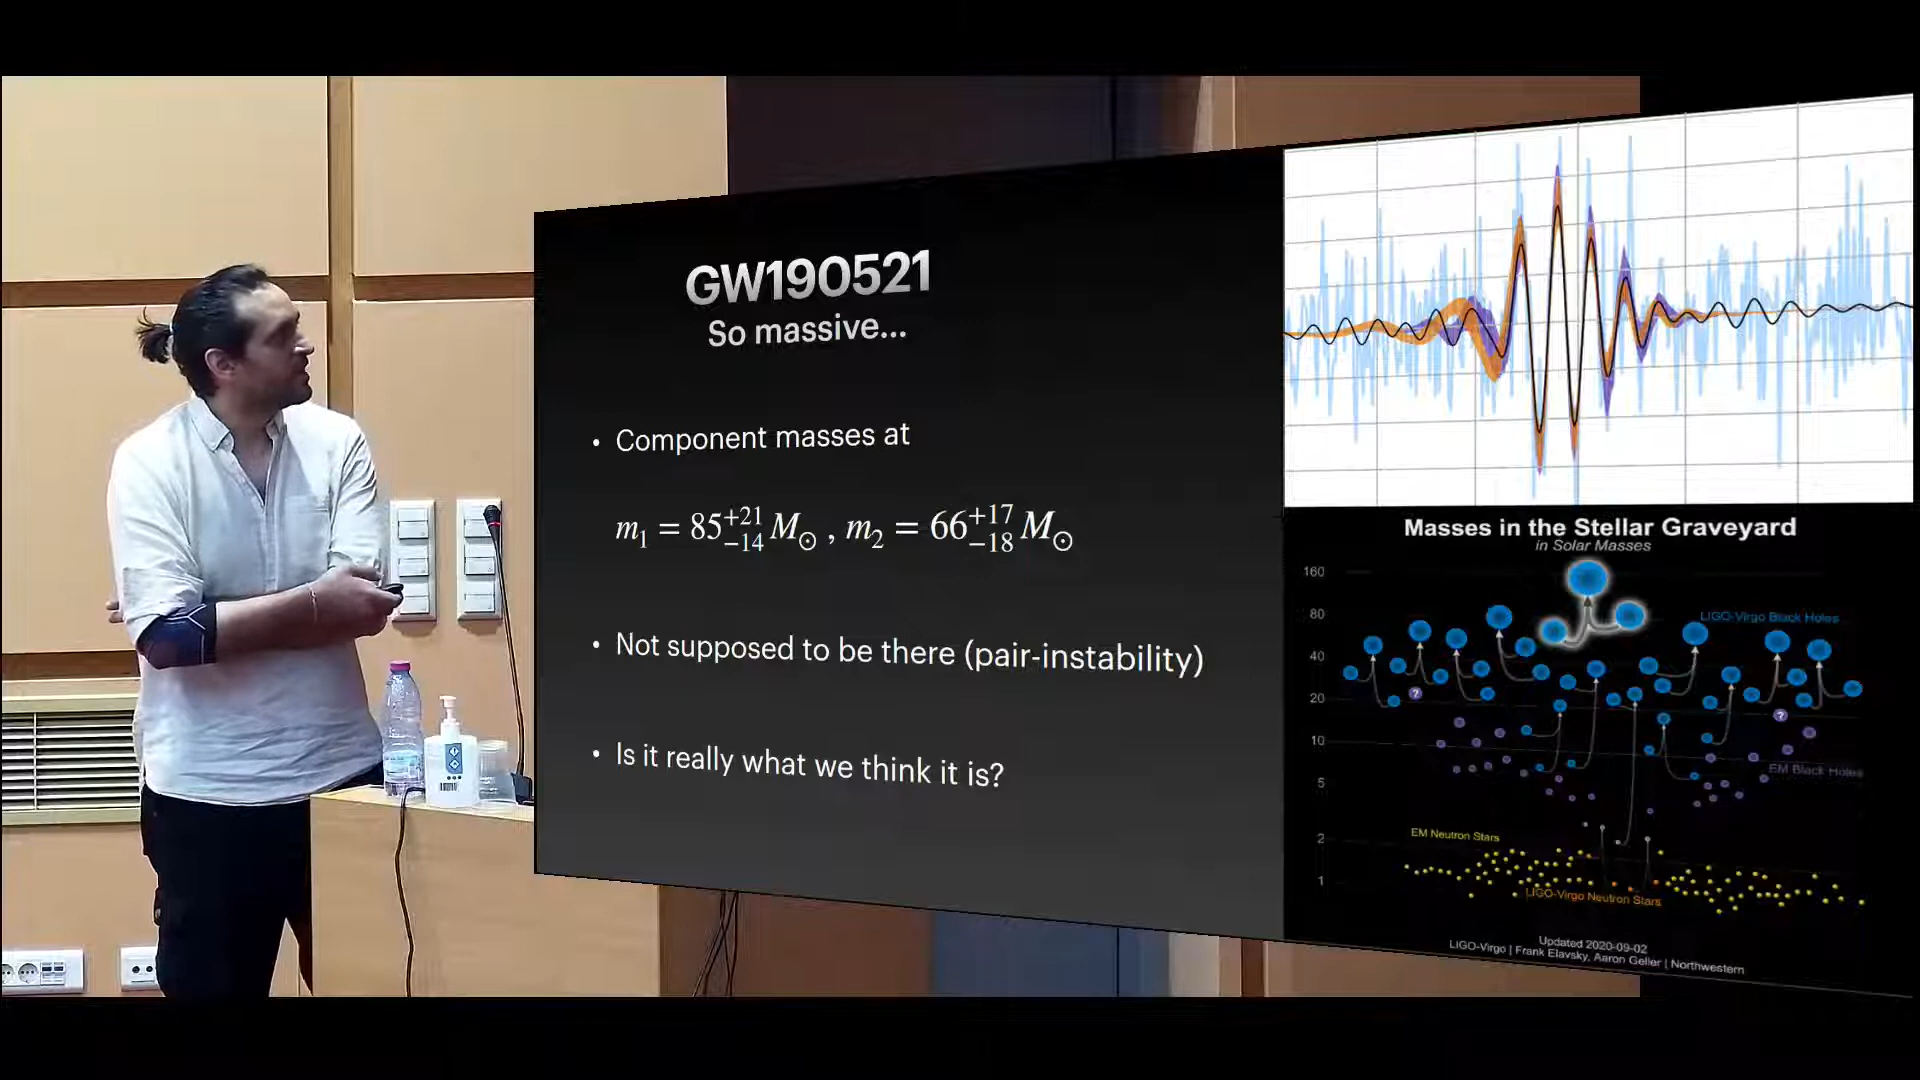 GW190521
So massive...
• Component masses at
m₁ = 85⁺²¹₋₁₄ M⊙ , m₂ = 66⁺¹⁷₋₁₈ M⊙
• Not supposed to be there (pair-instability)
• Is it really what we think it is?
Masses in the Stellar Graveyard
in Solar Masses
160
80
40
20
10
5
2
1
LIGO-Virgo Black Holes
?
?
EM Black Holes
EM Neutron Stars
LIGO-Virgo Neutron Stars
Updated 2020-09-02
LIGO-Virgo | Frank Elavsky, Aaron Geller | Northwestern